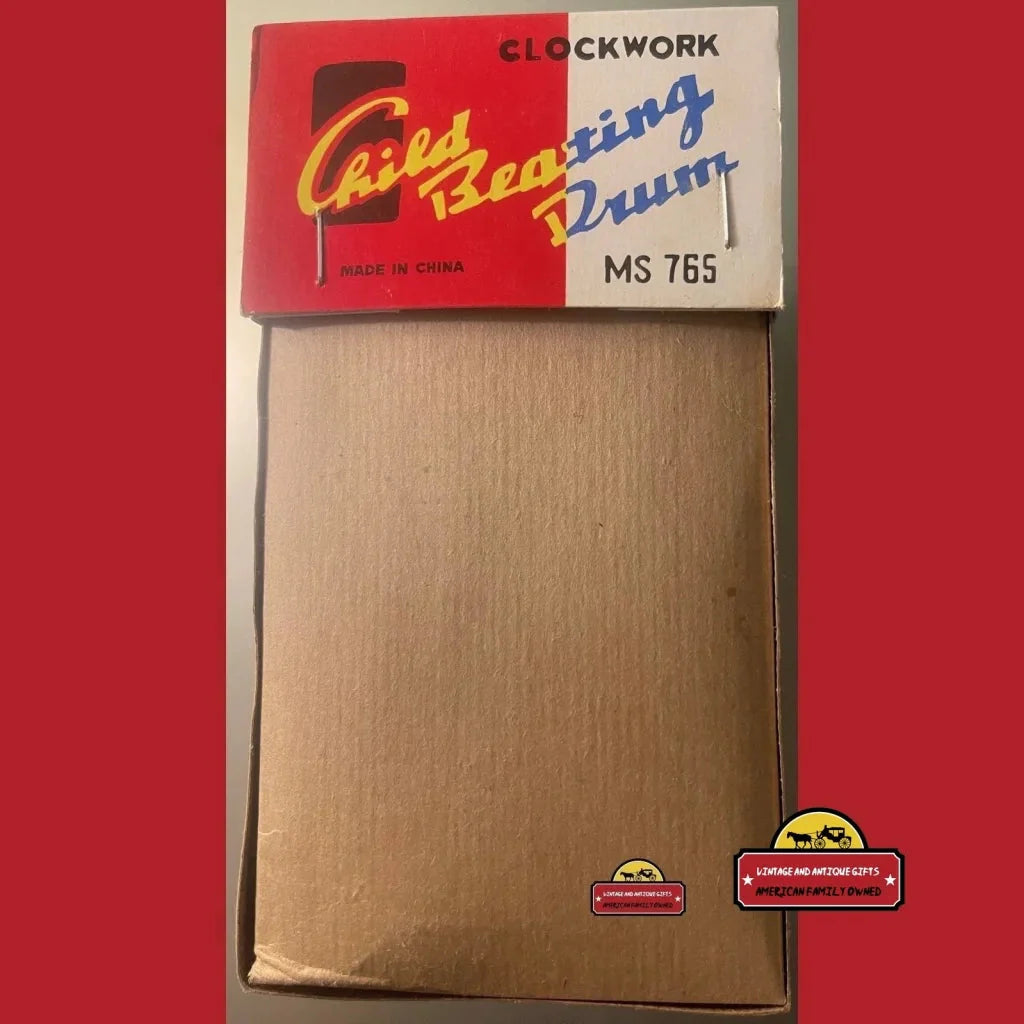 CLOCKWORK
Child
Beating
Drum
MADE IN CHINA
MS 765
VINTAGE AND ANTIQUE GIFTS
AMERICAN FAMILY OWNED
VINTAGE AND ANTIQUE GIFTS
AMERICAN FAMILY OWNED